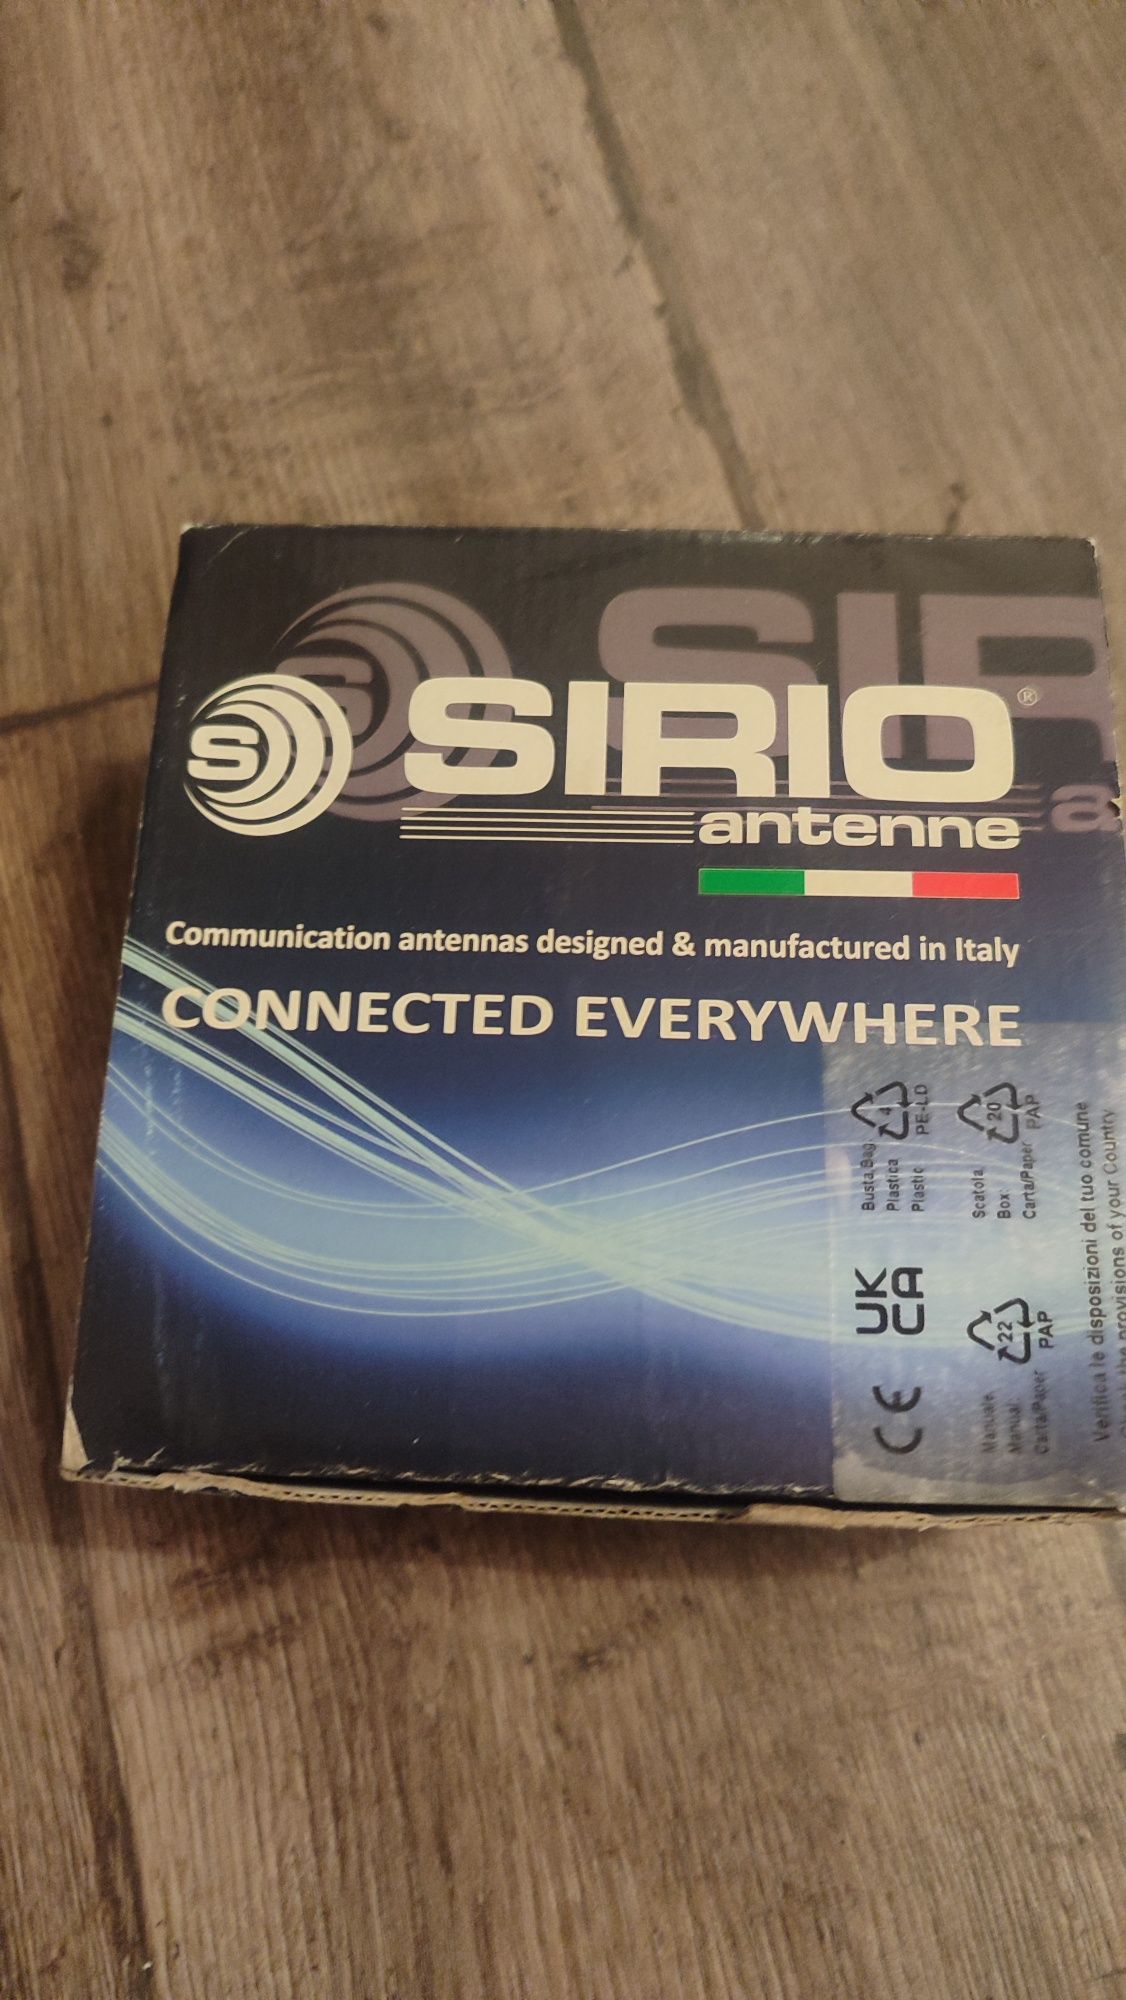 S SIR
S SIRIO ®
antenne
a
Communication antennas designed & manufactured in Italy
CONNECTED EVERYWHERE
CE UK CA
Busta Bag
Plastica
Plastic
4
PE-LD
Manuale
Manual:
Carta/Paper
22
PAP
Scatola
Box:
Carta/Paper
20
PAP
Verifica le disposizioni del tuo comune
the provisions of your Country